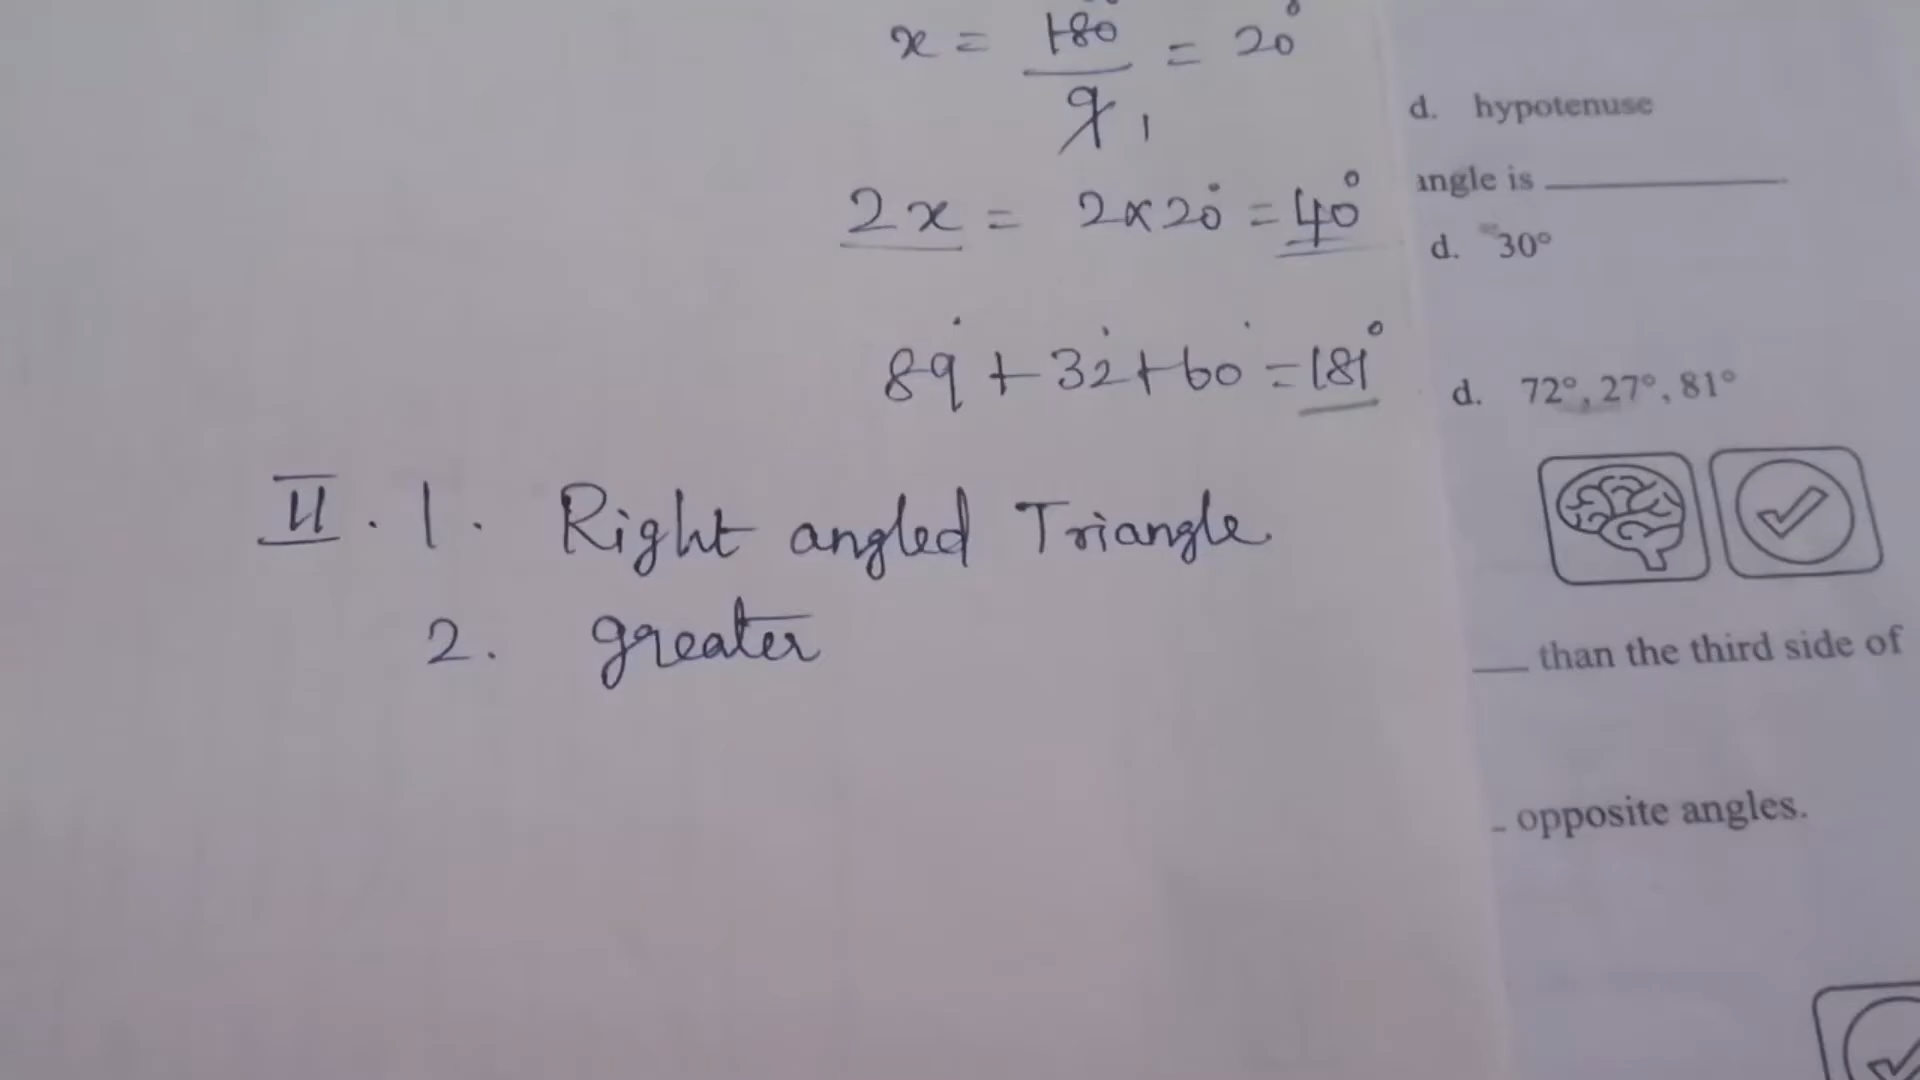 x = 180° / 9 1 = 20°
2x = 2×20° = 40°
89° + 32° + 60° = 181°
II. 1. Right angled Triangle
2. greater
d. hypotenuse
angle is
d. 30°
d. 72°, 27°, 81°
than the third side of
opposite angles.